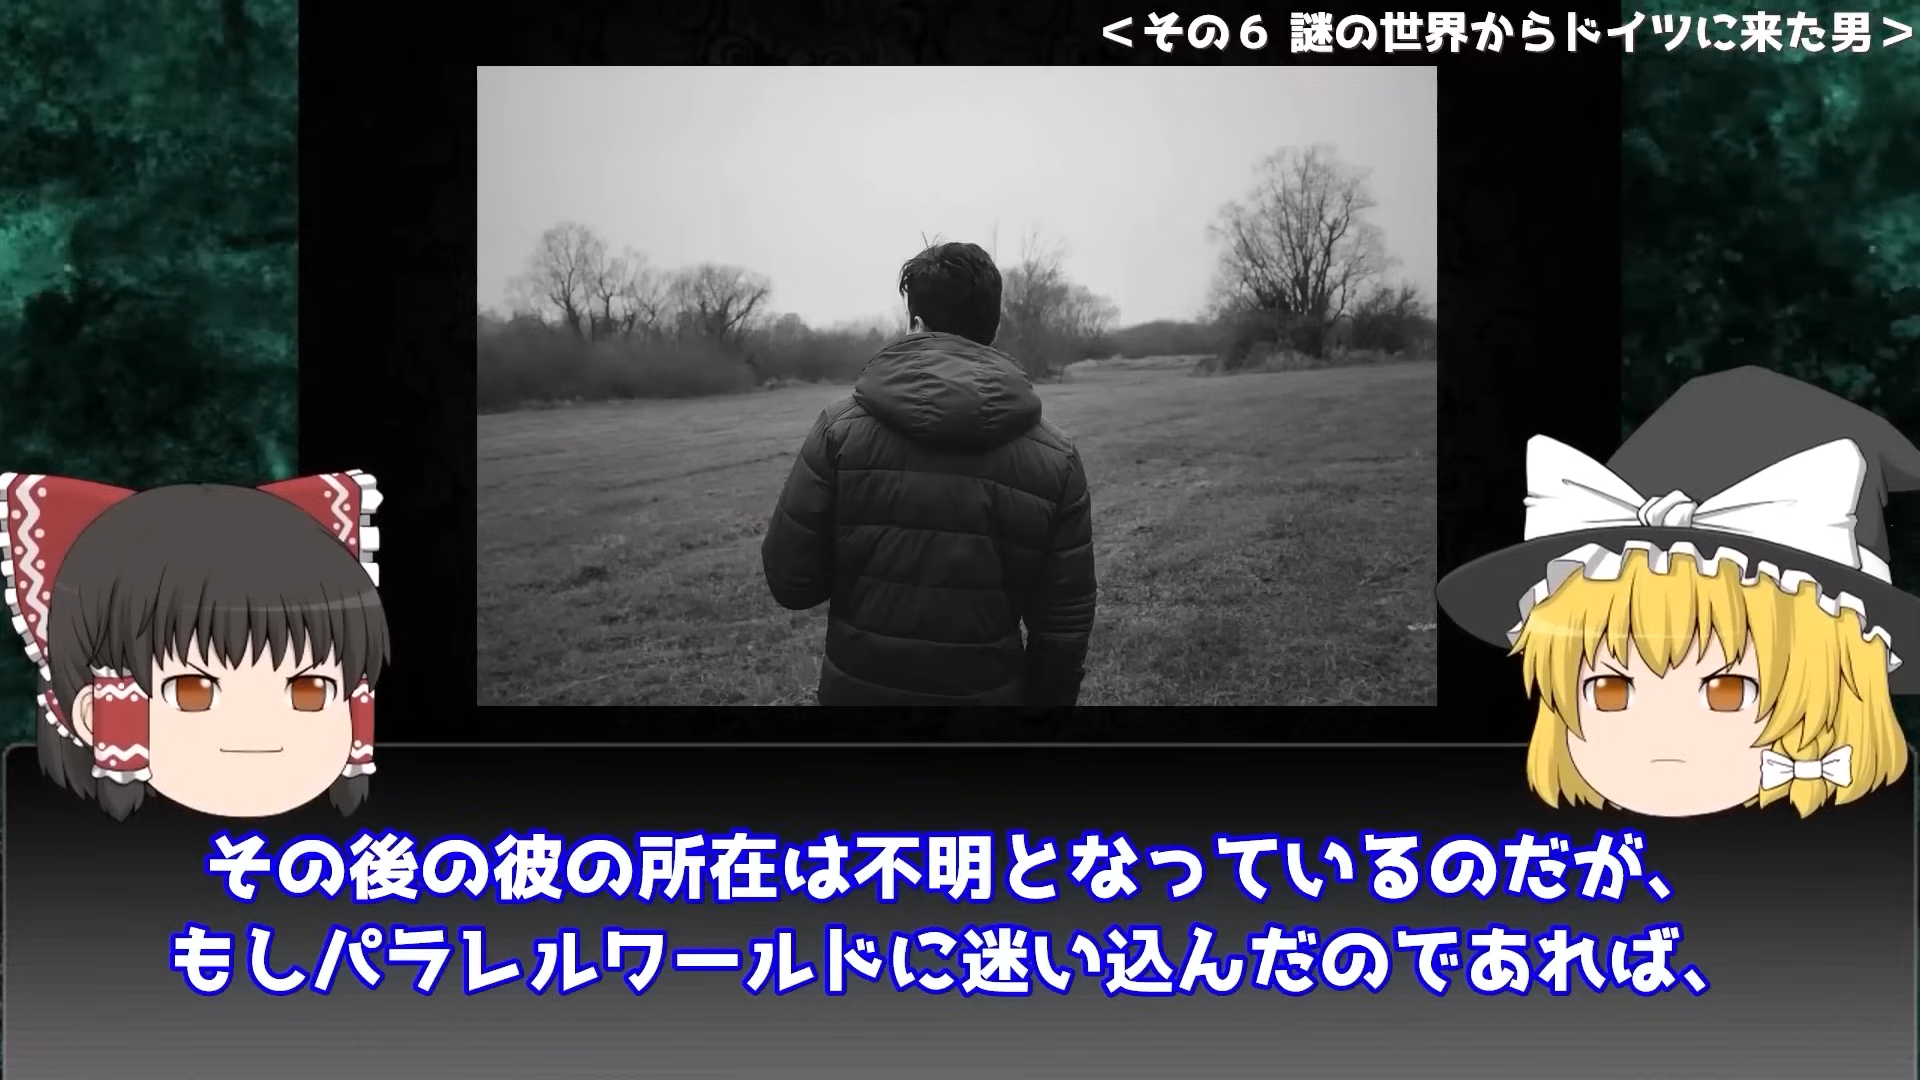 ＜その６ 謎の世界からドイツに来た男＞
その後の彼の所在は不明となっているのだが、
もしパラレルワールドに迷い込んだのであれば、